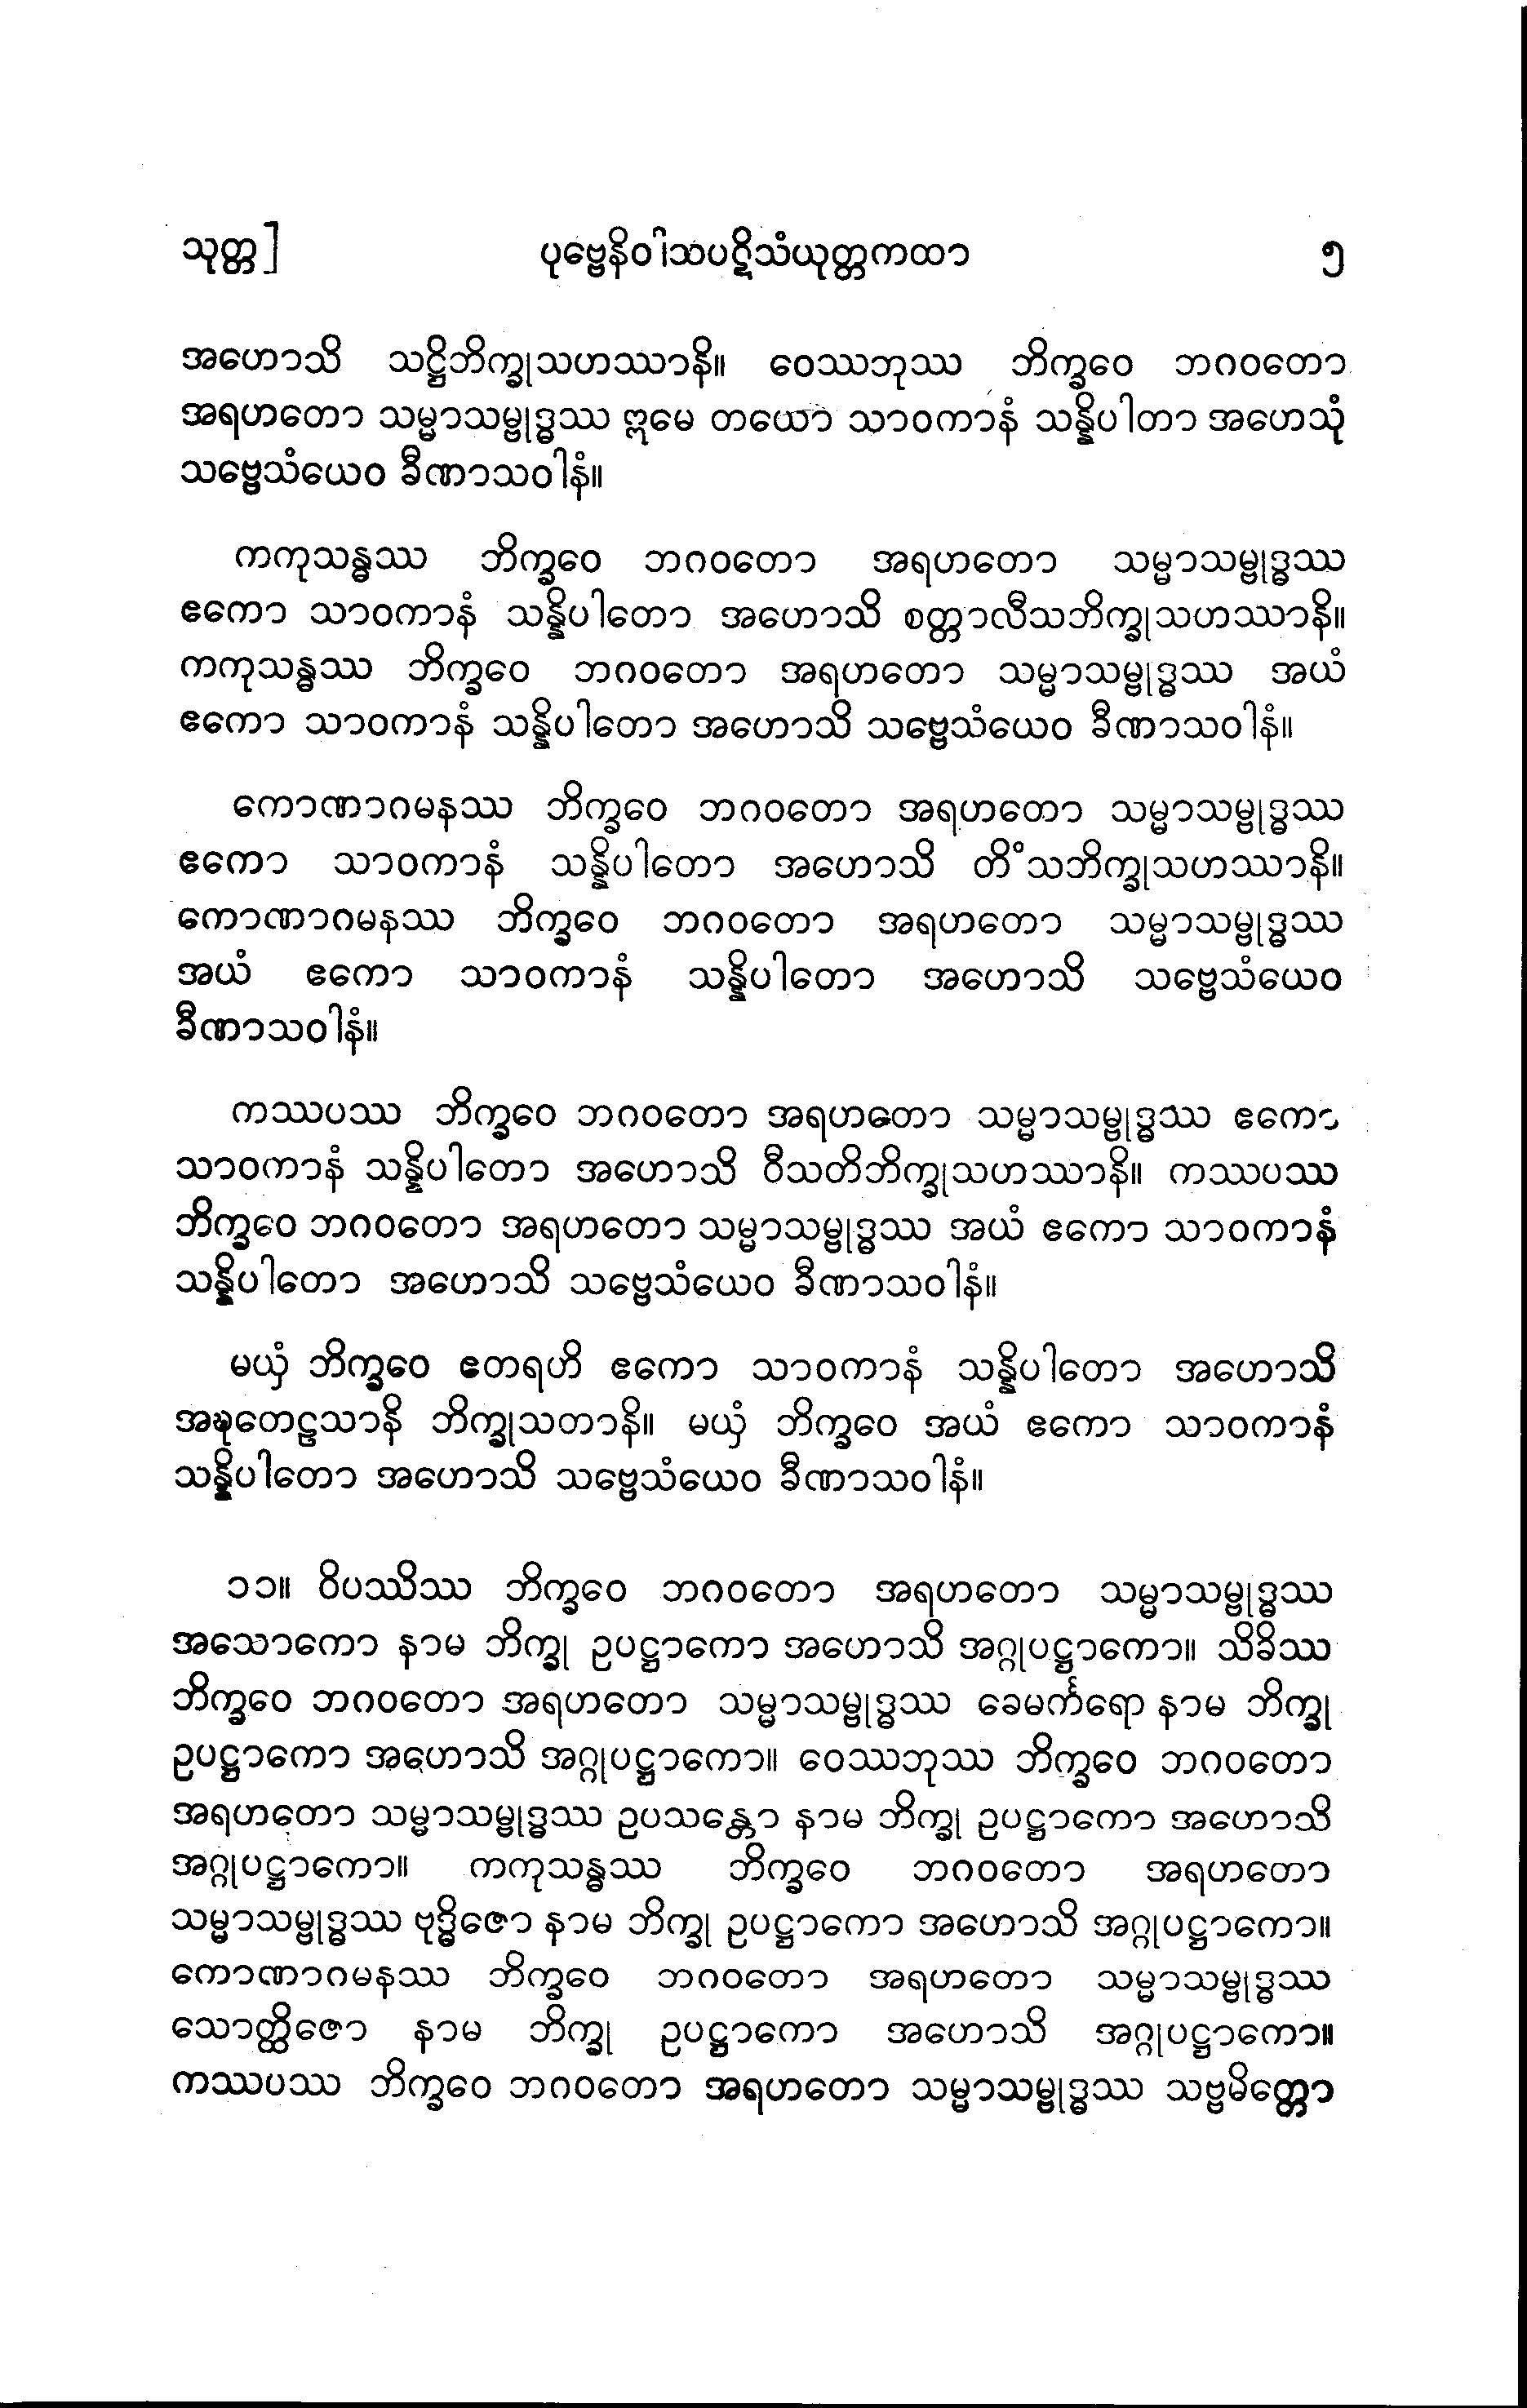 သုတ္တ] ပုဗ္ဗေနိဝါသပဋိသံယုတ္တကထာ ၅
အဟောသိ သဋ္ဌိဘိက္ခုသဟဿာနိ။ ဝေဿဘုဿ ဘိက္ခဝေ ဘဂဝတော
အရဟတော သမ္မာသမ္ဗုဒ္ဓဿ ဣမေ တယော သာဝကာနံ သန္နိပါတာ အဟေသုံ
သဗ္ဗေသံယေဝ ခီဏာသဝါနံ။
ကကုသန္ဓဿ ဘိက္ခဝေ ဘဂဝတော အရဟတော သမ္မာသမ္ဗုဒ္ဓဿ
ဧကော သာဝကာနံ သန္နိပါတော အဟောသိ စတ္တာလီသဘိက္ခုသဟဿာနိ။
ကကုသန္ဓဿ ဘိက္ခဝေ ဘဂဝတော အရဟတော သမ္မာသမ္ဗုဒ္ဓဿ အယံ
ဧကော သာဝကာနံ သန္နိပါတော အဟောသိ သဗ္ဗေသံယေဝ ခီဏာသဝါနံ။
ကောဏာဂမနဿ ဘိက္ခဝေ ဘဂဝတော အရဟတော သမ္မာသမ္ဗုဒ္ဓဿ
ဧကော သာဝကာနံ သန္နိပါတော အဟောသိ တိံသဘိက္ခုသဟဿာနိ။
ကောဏာဂမနဿ ဘိက္ခဝေ ဘဂဝတော အရဟတော သမ္မာသမ္ဗုဒ္ဓဿ
အယံ ဧကော သာဝကာနံ သန္နိပါတော အဟောသိ သဗ္ဗေသံယေဝ
ခီဏာသဝါနံ။
ကဿပဿ ဘိက္ခဝေ ဘဂဝတော အရဟတော သမ္မာသမ္ဗုဒ္ဓဿ ဧကော
သာဝကာနံ သန္နိပါတော အဟောသိ ဝီသတိဘိက္ခုသဟဿာနိ။ ကဿပဿ
ဘိက္ခဝေ ဘဂဝတော အရဟတော သမ္မာသမ္ဗုဒ္ဓဿ အယံ ဧကော သာဝကာနံ
သန္နိပါတော အဟောသိ သဗ္ဗေသံယေဝ ခီဏာသဝါနံ။
မယှံ ဘိက္ခဝေ ဧတရဟိ ဧကော သာဝကာနံ သန္နိပါတော အဟောသိ
အဍ္ဎတေဠသာနိ ဘိက္ခုသတာနိ။ မယှံ ဘိက္ခဝေ အယံ ဧကော သာဝကာနံ
သန္နိပါတော အဟောသိ သဗ္ဗေသံယေဝ ခီဏာသဝါနံ။
၁၁။ ဝိပဿိဿ ဘိက္ခဝေ ဘဂဝတော အရဟတော သမ္မာသမ္ဗုဒ္ဓဿ
အသောကော နာမ ဘိက္ခု ဥပဋ္ဌာကော အဟောသိ အဂ္ဂုပဋ္ဌာကော။ သိခိဿ
ဘိက္ခဝေ ဘဂဝတော အရဟတော သမ္မာသမ္ဗုဒ္ဓဿ ခေမင်္ကရော နာမ ဘိက္ခု
ဥပဋ္ဌာကော အဟောသိ အဂ္ဂုပဋ္ဌာကော။ ဝေဿဘုဿ ဘိက္ခဝေ ဘဂဝတော
အရဟတော သမ္မာသမ္ဗုဒ္ဓဿ ဥပသန္တော နာမ ဘိက္ခု ဥပဋ္ဌာကော အဟောသိ
အဂ္ဂုပဋ္ဌာကော။ ကကုသန္ဓဿ ဘိက္ခဝေ ဘဂဝတော အရဟတော
သမ္မာသမ္ဗုဒ္ဓဿ ဗုဒ္ဓိဇော နာမ ဘိက္ခု ဥပဋ္ဌာကော အဟောသိ အဂ္ဂုပဋ္ဌာကော။
ကောဏာဂမနဿ ဘိက္ခဝေ ဘဂဝတော အရဟတော သမ္မာသမ္ဗုဒ္ဓဿ
သောတ္ထိဇော နာမ ဘိက္ခု ဥပဋ္ဌာကော အဟောသိ အဂ္ဂုပဋ္ဌာကော။
ကဿပဿ ဘိက္ခဝေ ဘဂဝတော အရဟတော သမ္မာသမ္ဗုဒ္ဓဿ သဗ္ဗမိတ္တော